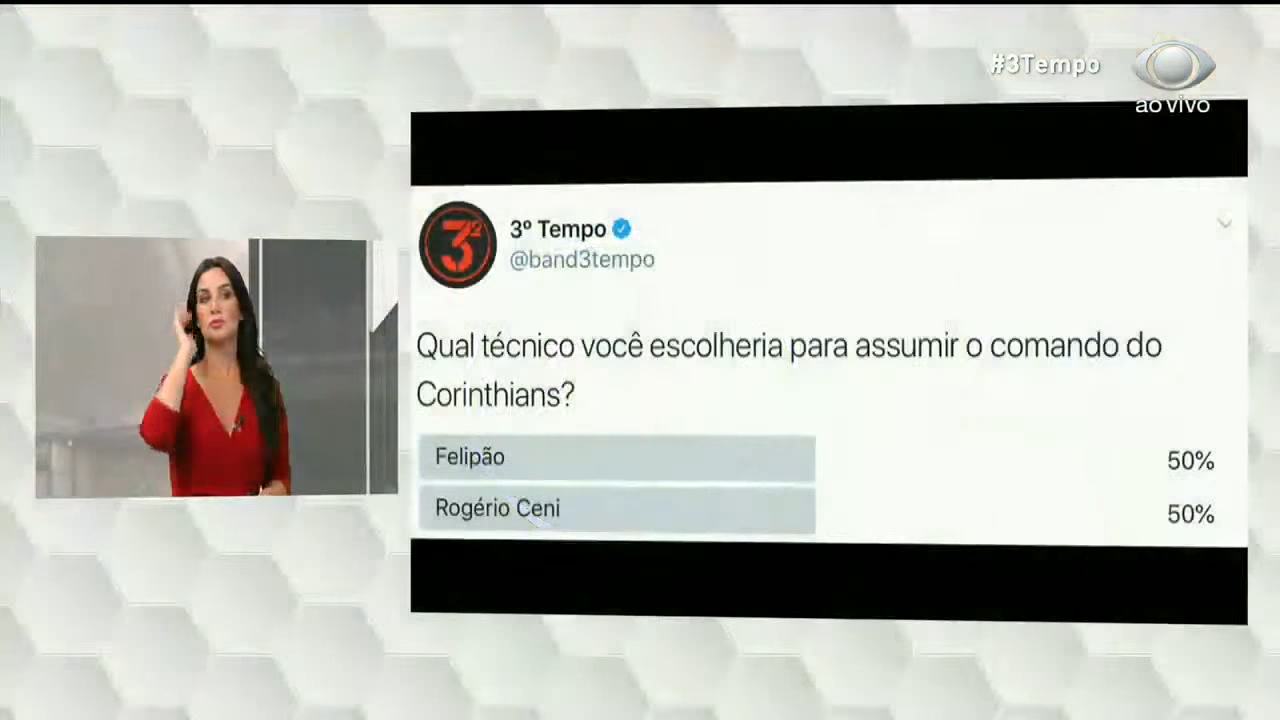 #3Tempo
ao vivo
3º
3º Tempo
@band3tempo
Qual técnico você escolheria para assumir o comando do
Corinthians?
Felipão 50%
Rogério Ceni 50%